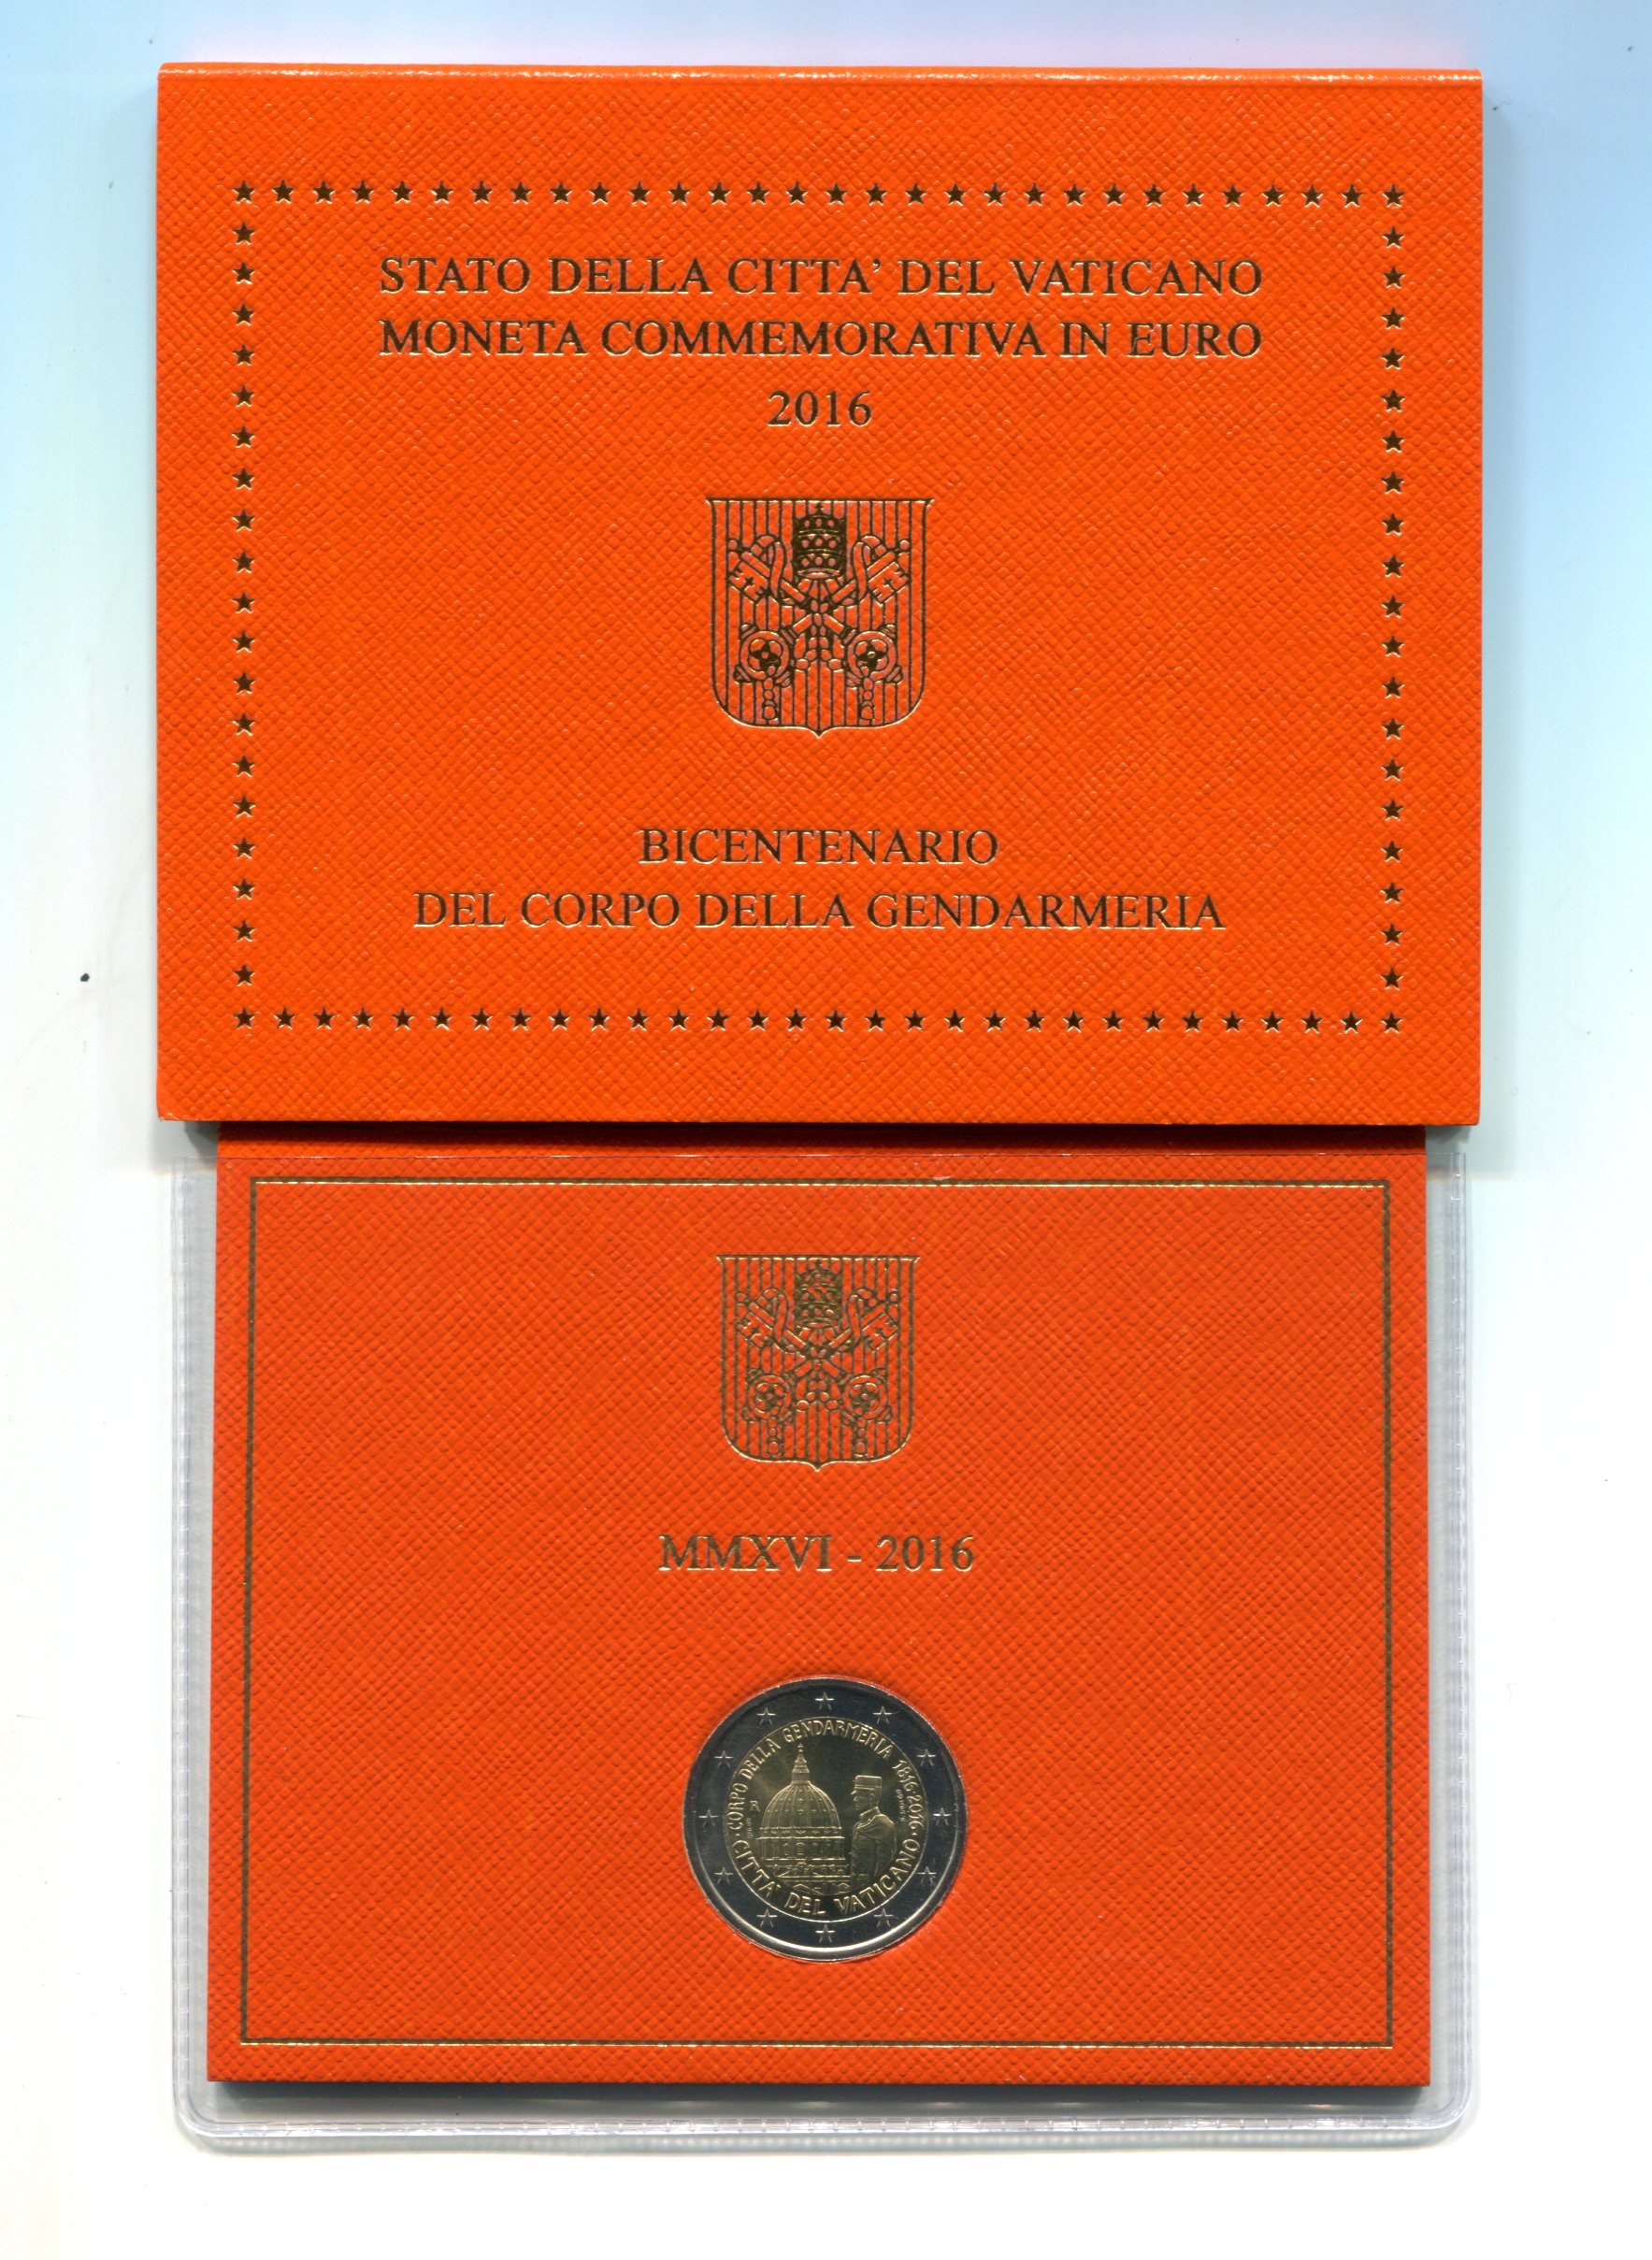 STATO DELLA CITTA' DEL VATICANO
MONETA COMMEMORATIVA IN EURO
2016
BICENTENARIO
DEL CORPO DELLA GENDARMERIA
MMXVI - 2016
CORPO DELLA GENDARMERIA 1816·2016
CITTA' DEL VATICANO